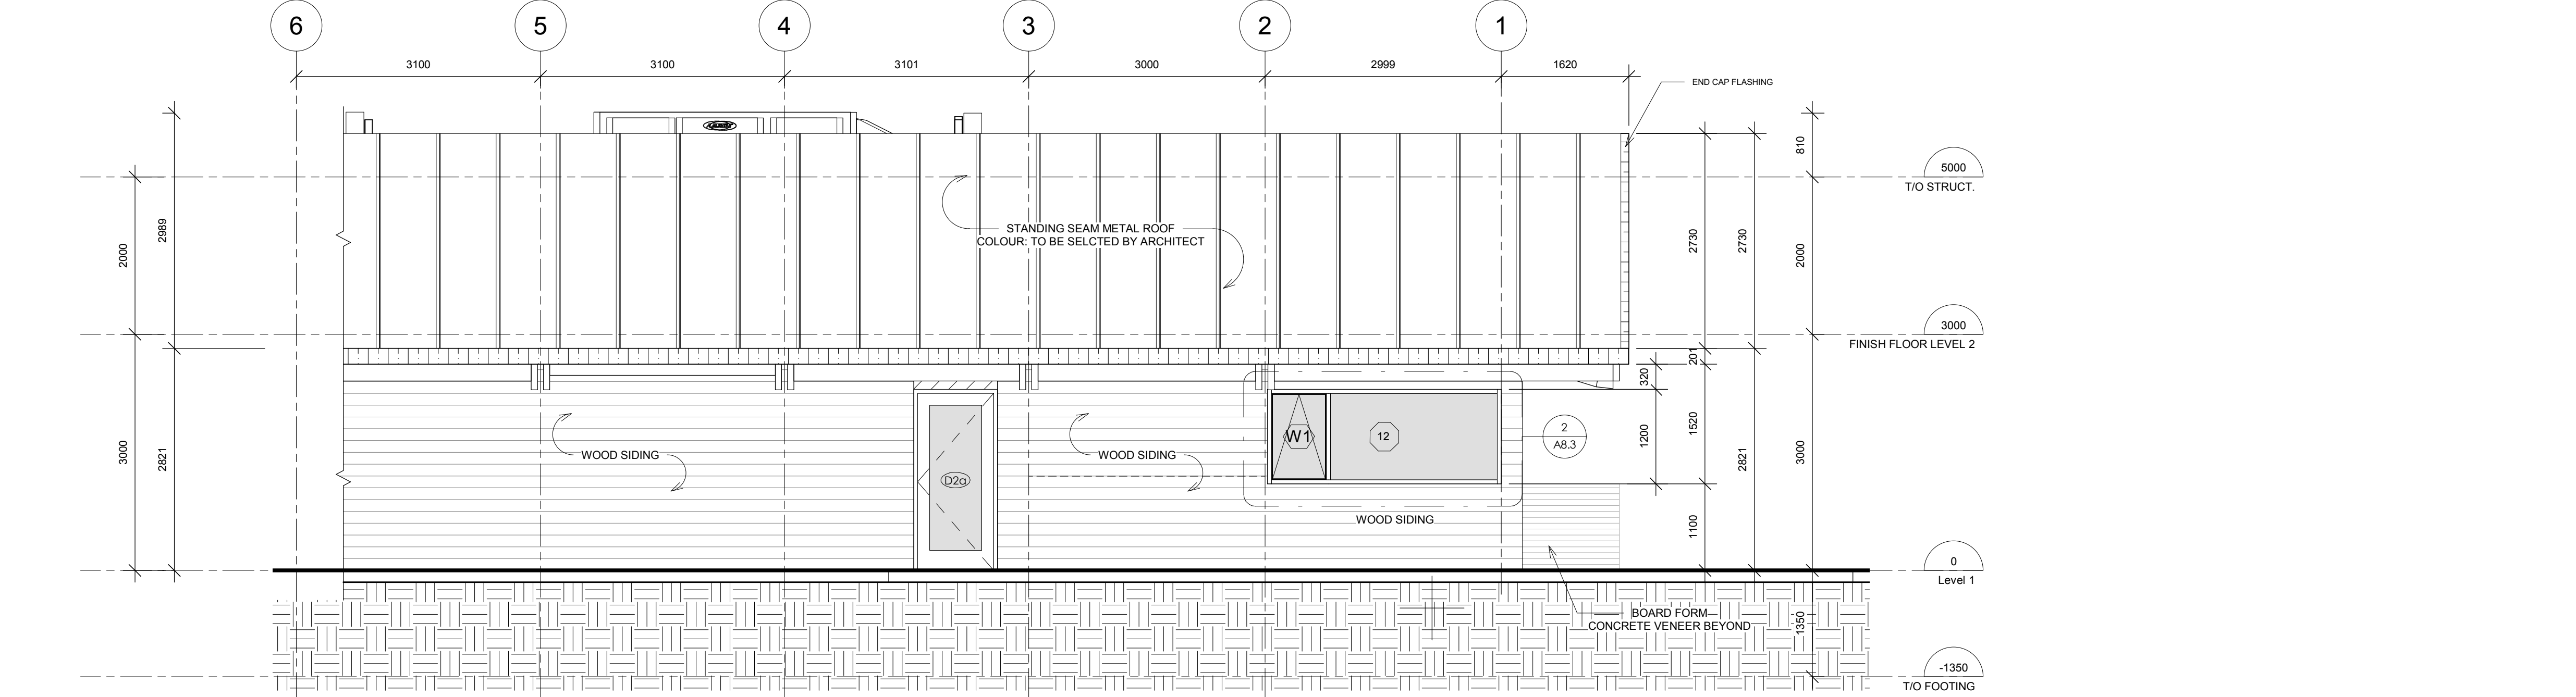 6
5
4
3
2
1
3100
3100
3101
3000
2999
1620
END CAP FLASHING
810
5000
T/O STRUCT.
2989
2000
STANDING SEAM METAL ROOF
COLOUR: TO BE SELCTED BY ARCHITECT
2730
2730
2000
3000
FINISH FLOOR LEVEL 2
201
320
3000
2821
WOOD SIDING
D2a
WOOD SIDING
W1
12
2
A8.3
1200
1520
2821
3000
WOOD SIDING
1100
0
Level 1
BOARD FORM
CONCRETE VENEER BEYOND
1350
-1350
T/O FOOTING